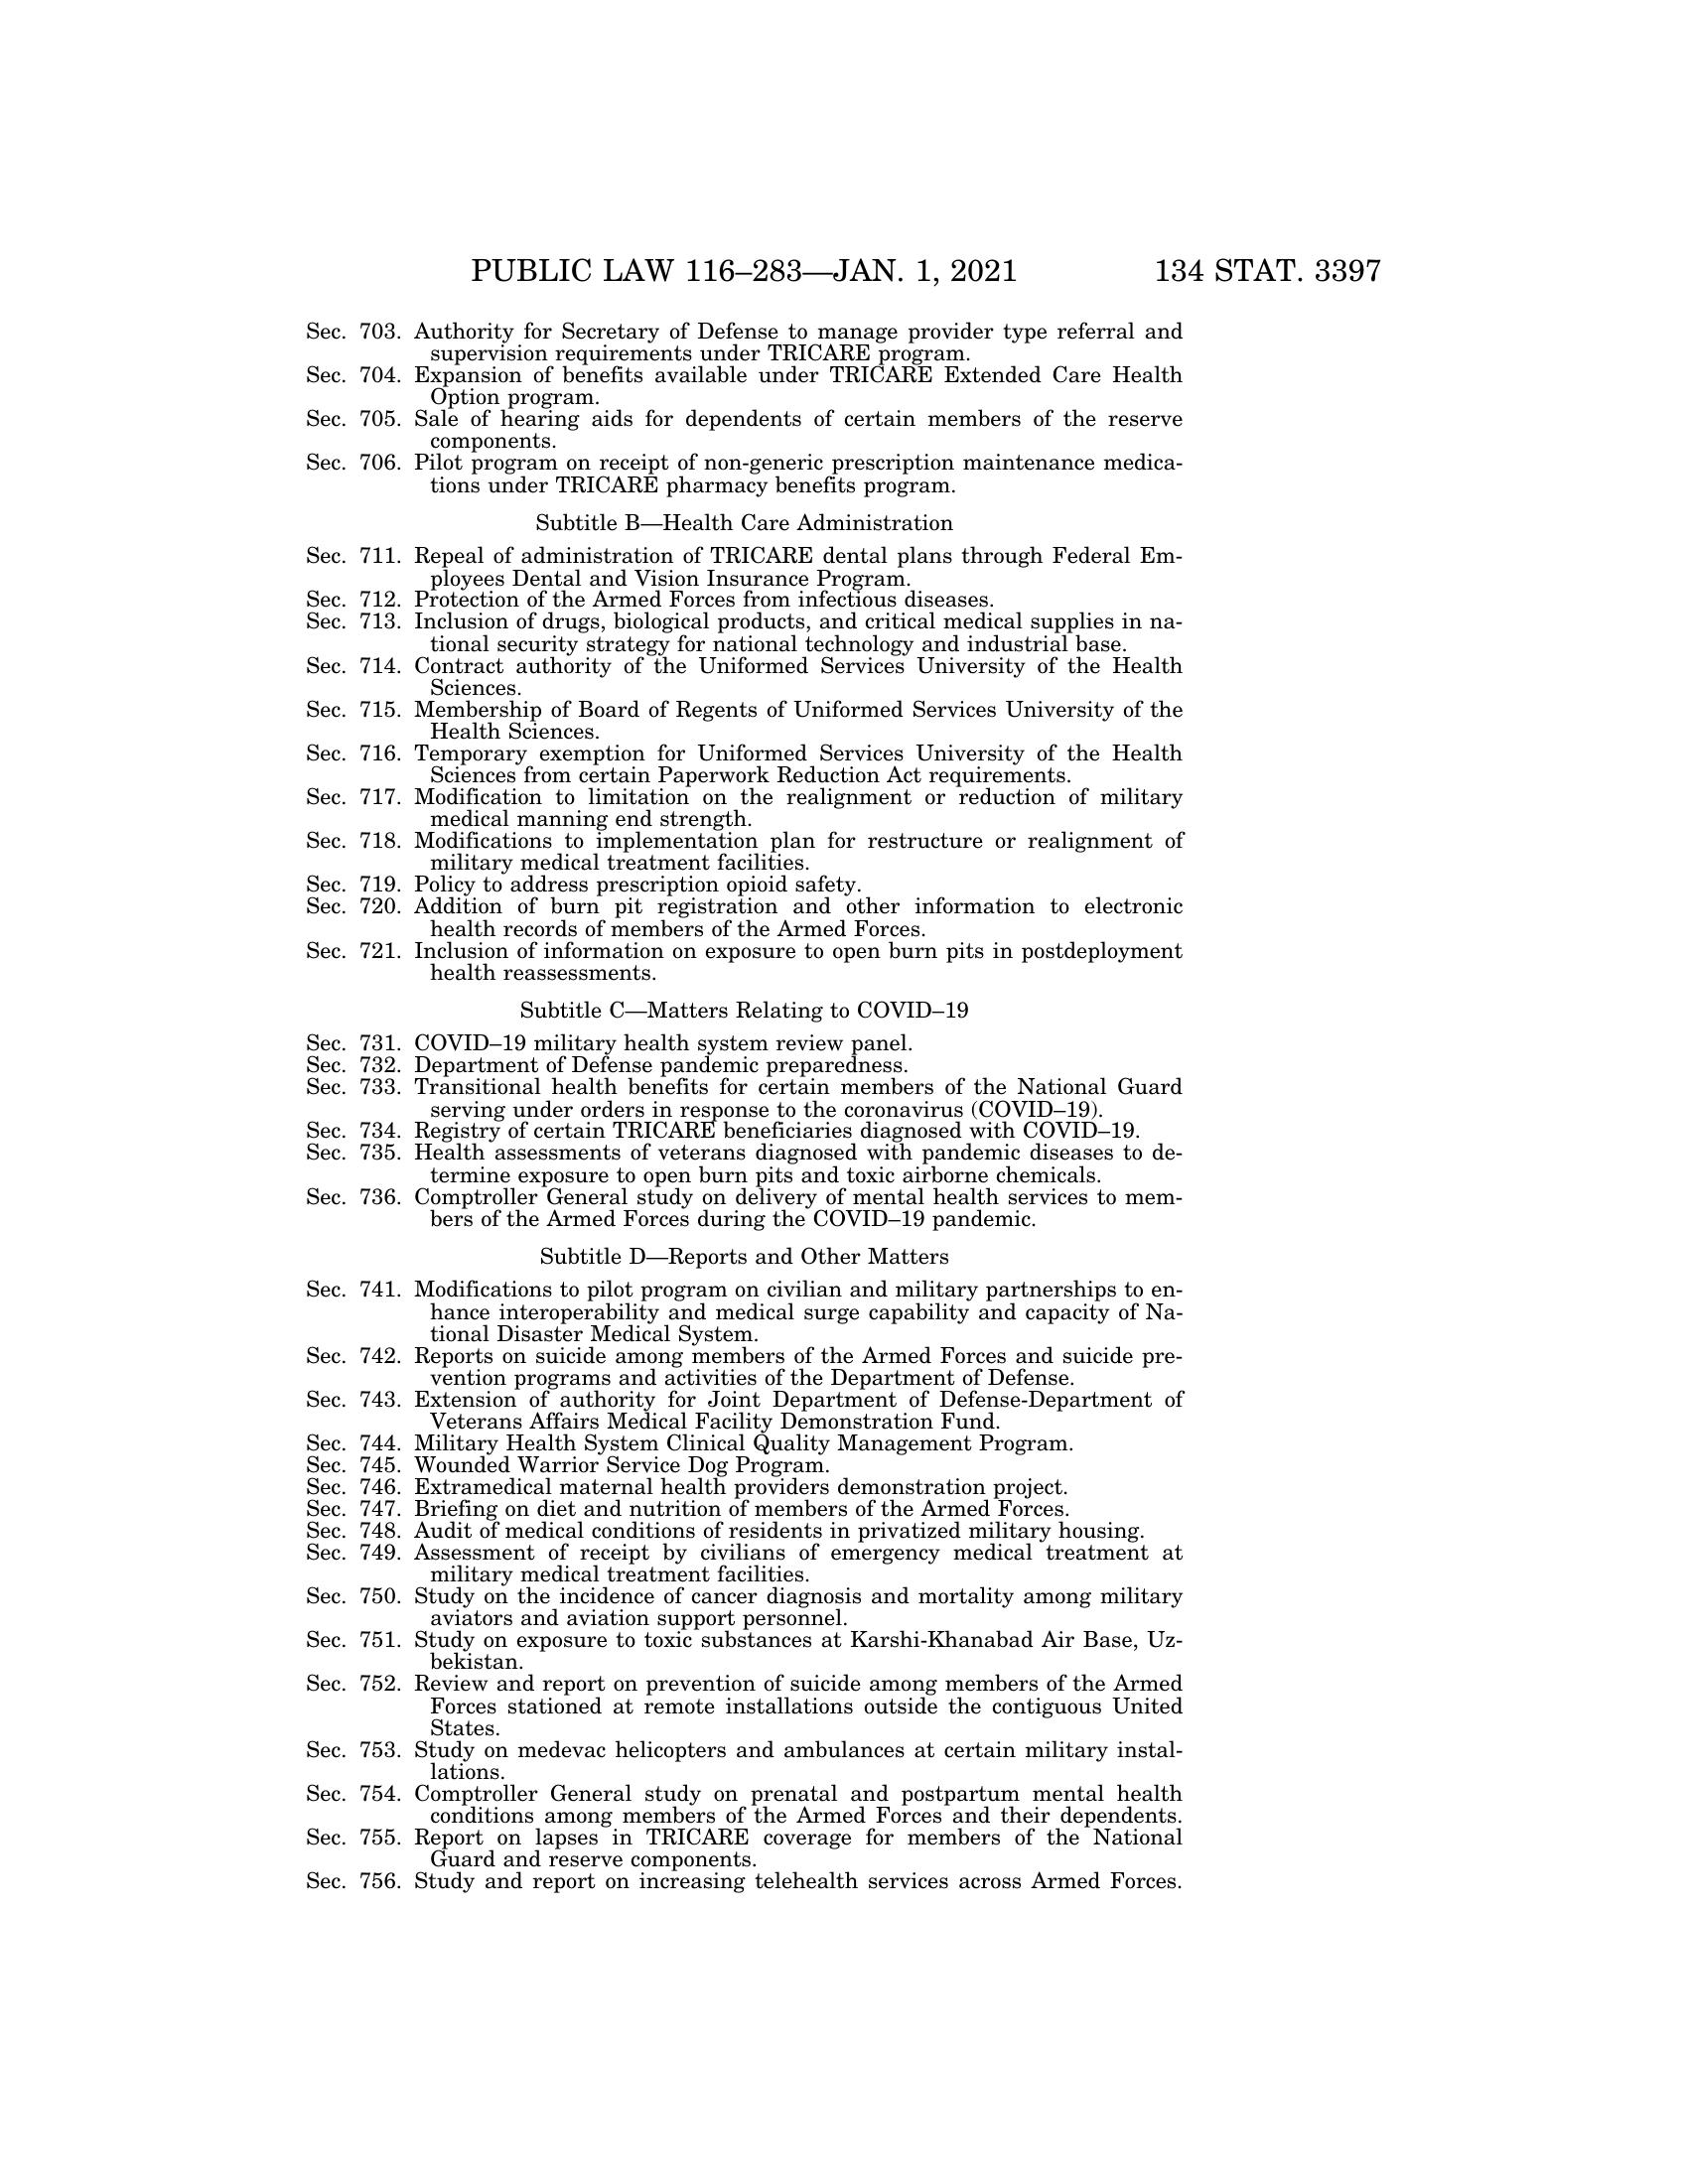 PUBLIC LAW 116–283—JAN. 1, 2021 134 STAT. 3397
Sec. 703. Authority for Secretary of Defense to manage provider type referral and
supervision requirements under TRICARE program.
Sec. 704. Expansion of benefits available under TRICARE Extended Care Health
Option program.
Sec. 705. Sale of hearing aids for dependents of certain members of the reserve
components.
Sec. 706. Pilot program on receipt of non-generic prescription maintenance medica-
tions under TRICARE pharmacy benefits program.
Subtitle B—Health Care Administration
Sec. 711. Repeal of administration of TRICARE dental plans through Federal Em-
ployees Dental and Vision Insurance Program.
Sec. 712. Protection of the Armed Forces from infectious diseases.
Sec. 713. Inclusion of drugs, biological products, and critical medical supplies in na-
tional security strategy for national technology and industrial base.
Sec. 714. Contract authority of the Uniformed Services University of the Health
Sciences.
Sec. 715. Membership of Board of Regents of Uniformed Services University of the
Health Sciences.
Sec. 716. Temporary exemption for Uniformed Services University of the Health
Sciences from certain Paperwork Reduction Act requirements.
Sec. 717. Modification to limitation on the realignment or reduction of military
medical manning end strength.
Sec. 718. Modifications to implementation plan for restructure or realignment of
military medical treatment facilities.
Sec. 719. Policy to address prescription opioid safety.
Sec. 720. Addition of burn pit registration and other information to electronic
health records of members of the Armed Forces.
Sec. 721. Inclusion of information on exposure to open burn pits in postdeployment
health reassessments.
Subtitle C—Matters Relating to COVID–19
Sec. 731. COVID–19 military health system review panel.
Sec. 732. Department of Defense pandemic preparedness.
Sec. 733. Transitional health benefits for certain members of the National Guard
serving under orders in response to the coronavirus (COVID–19).
Sec. 734. Registry of certain TRICARE beneficiaries diagnosed with COVID–19.
Sec. 735. Health assessments of veterans diagnosed with pandemic diseases to de-
termine exposure to open burn pits and toxic airborne chemicals.
Sec. 736. Comptroller General study on delivery of mental health services to mem-
bers of the Armed Forces during the COVID–19 pandemic.
Subtitle D—Reports and Other Matters
Sec. 741. Modifications to pilot program on civilian and military partnerships to en-
hance interoperability and medical surge capability and capacity of Na-
tional Disaster Medical System.
Sec. 742. Reports on suicide among members of the Armed Forces and suicide pre-
vention programs and activities of the Department of Defense.
Sec. 743. Extension of authority for Joint Department of Defense-Department of
Veterans Affairs Medical Facility Demonstration Fund.
Sec. 744. Military Health System Clinical Quality Management Program.
Sec. 745. Wounded Warrior Service Dog Program.
Sec. 746. Extramedical maternal health providers demonstration project.
Sec. 747. Briefing on diet and nutrition of members of the Armed Forces.
Sec. 748. Audit of medical conditions of residents in privatized military housing.
Sec. 749. Assessment of receipt by civilians of emergency medical treatment at
military medical treatment facilities.
Sec. 750. Study on the incidence of cancer diagnosis and mortality among military
aviators and aviation support personnel.
Sec. 751. Study on exposure to toxic substances at Karshi-Khanabad Air Base, Uz-
bekistan.
Sec. 752. Review and report on prevention of suicide among members of the Armed
Forces stationed at remote installations outside the contiguous United
States.
Sec. 753. Study on medevac helicopters and ambulances at certain military instal-
lations.
Sec. 754. Comptroller General study on prenatal and postpartum mental health
conditions among members of the Armed Forces and their dependents.
Sec. 755. Report on lapses in TRICARE coverage for members of the National
Guard and reserve components.
Sec. 756. Study and report on increasing telehealth services across Armed Forces.